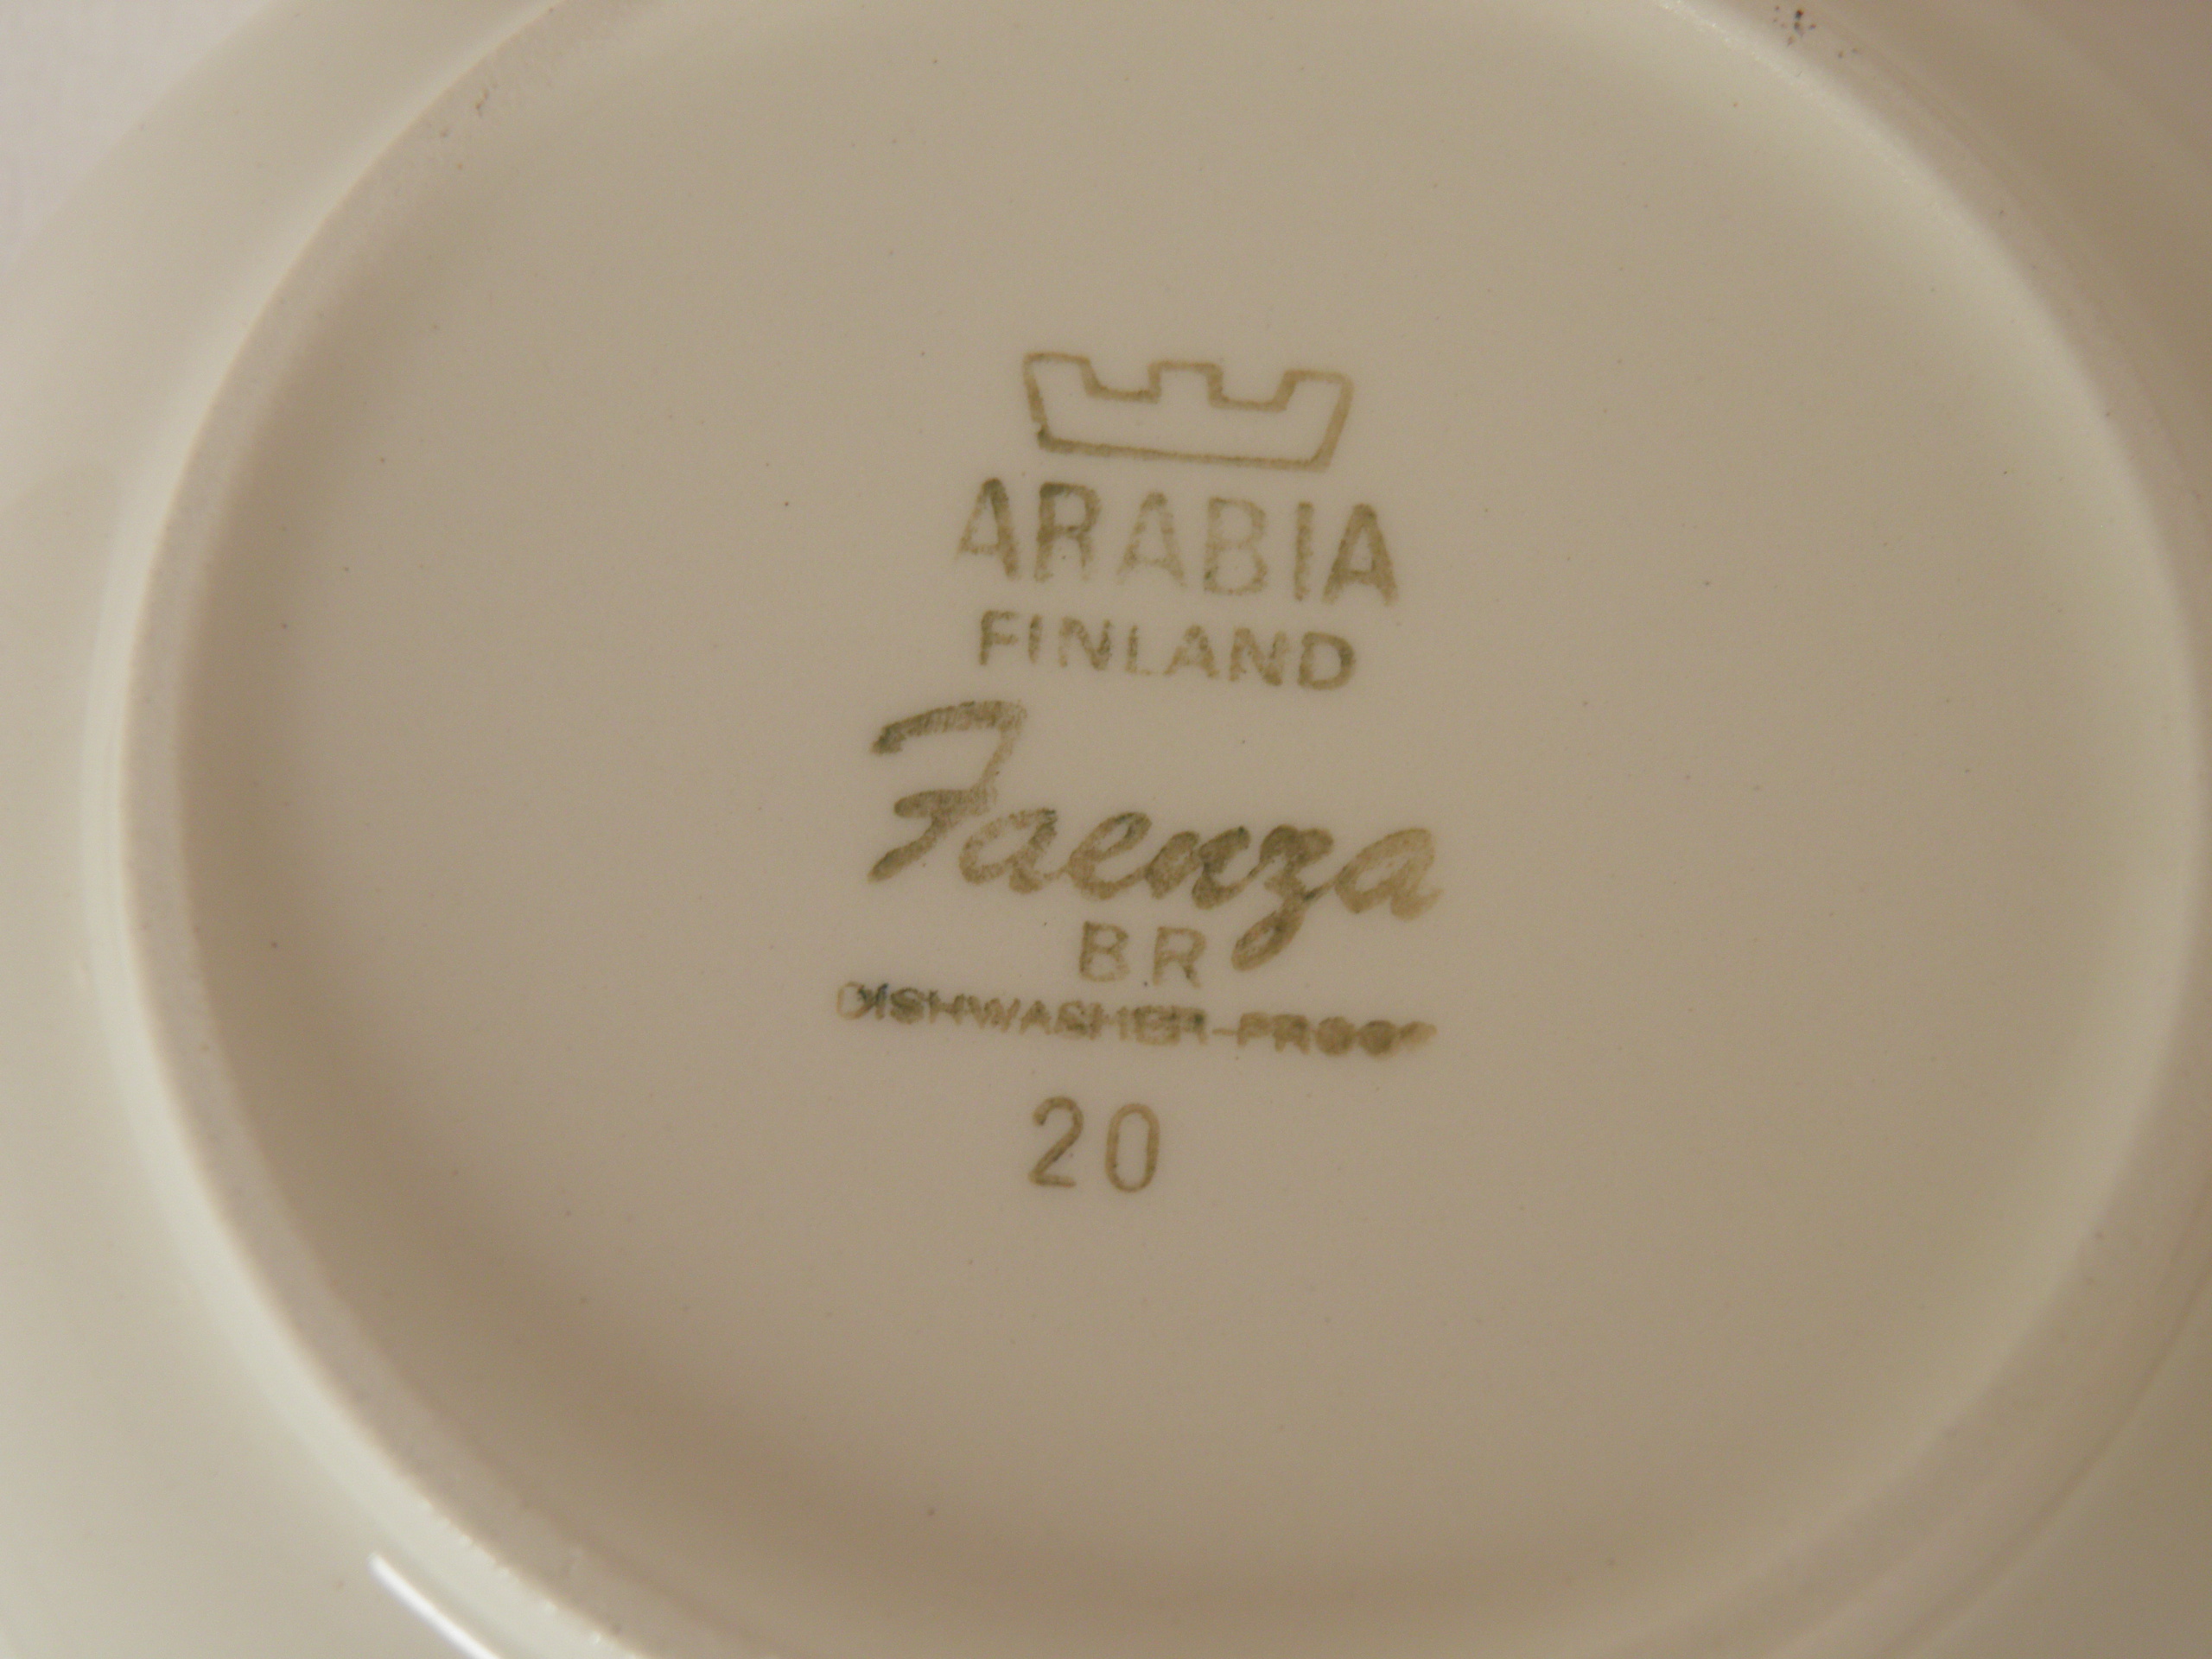 ARABIA
FINLAND
Faenza
BR
DISHWASHER-PROOF
20